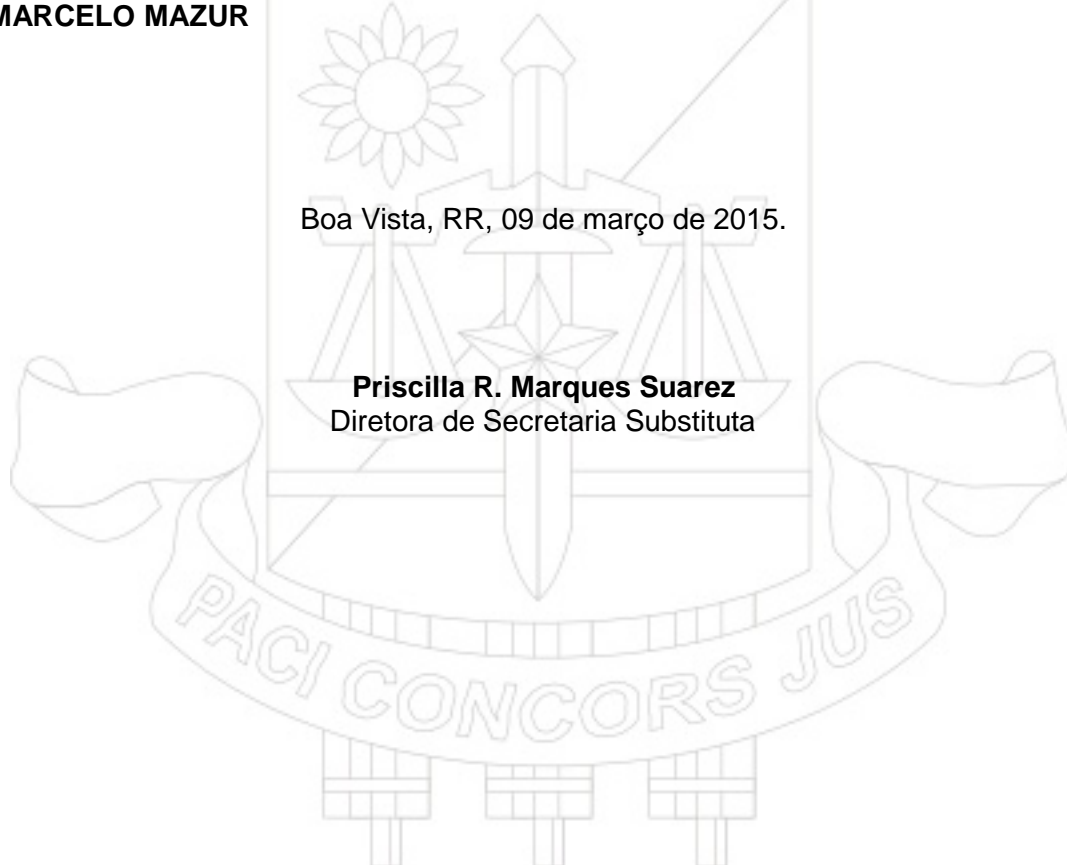 MARCELO MAZUR
Boa Vista, RR, 09 de março de 2015.
Priscilla R. Marques Suarez
Diretora de Secretaria Substituta
PACI CONCORS JUS